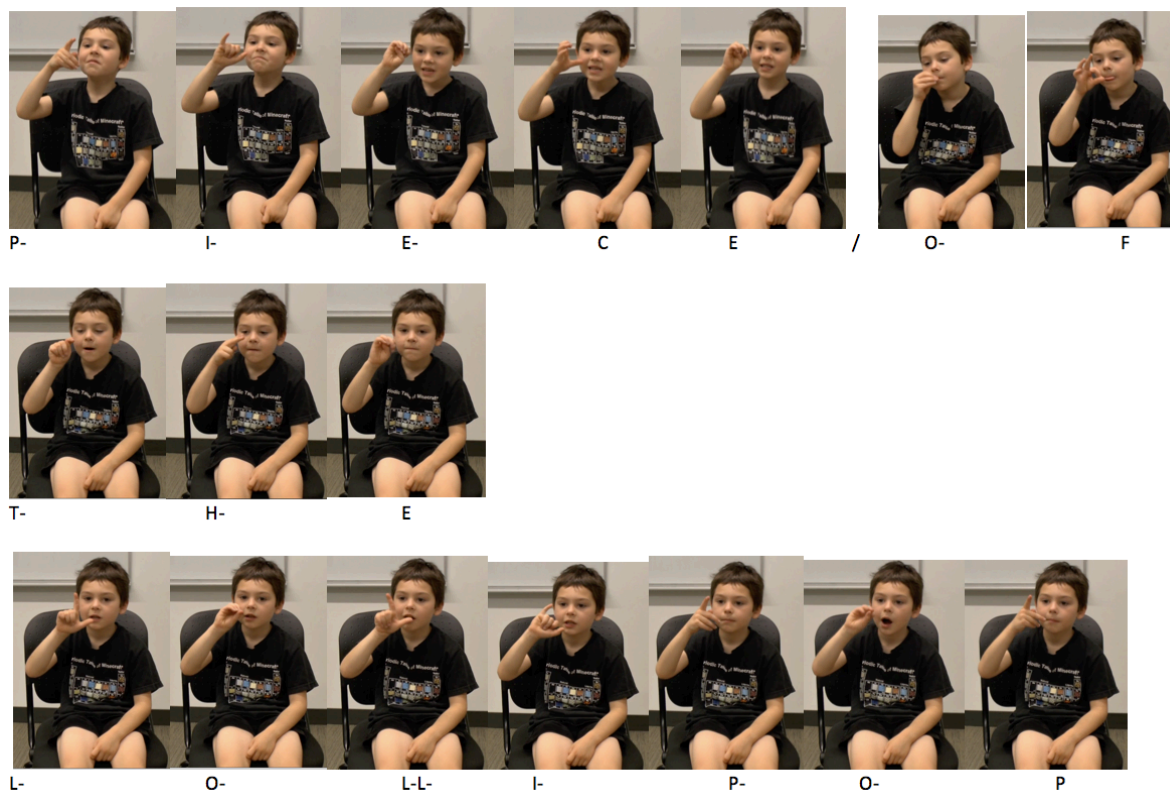 P- I- E- C E / O- F
T- H- E
L- O- L-L- I- P- O- P